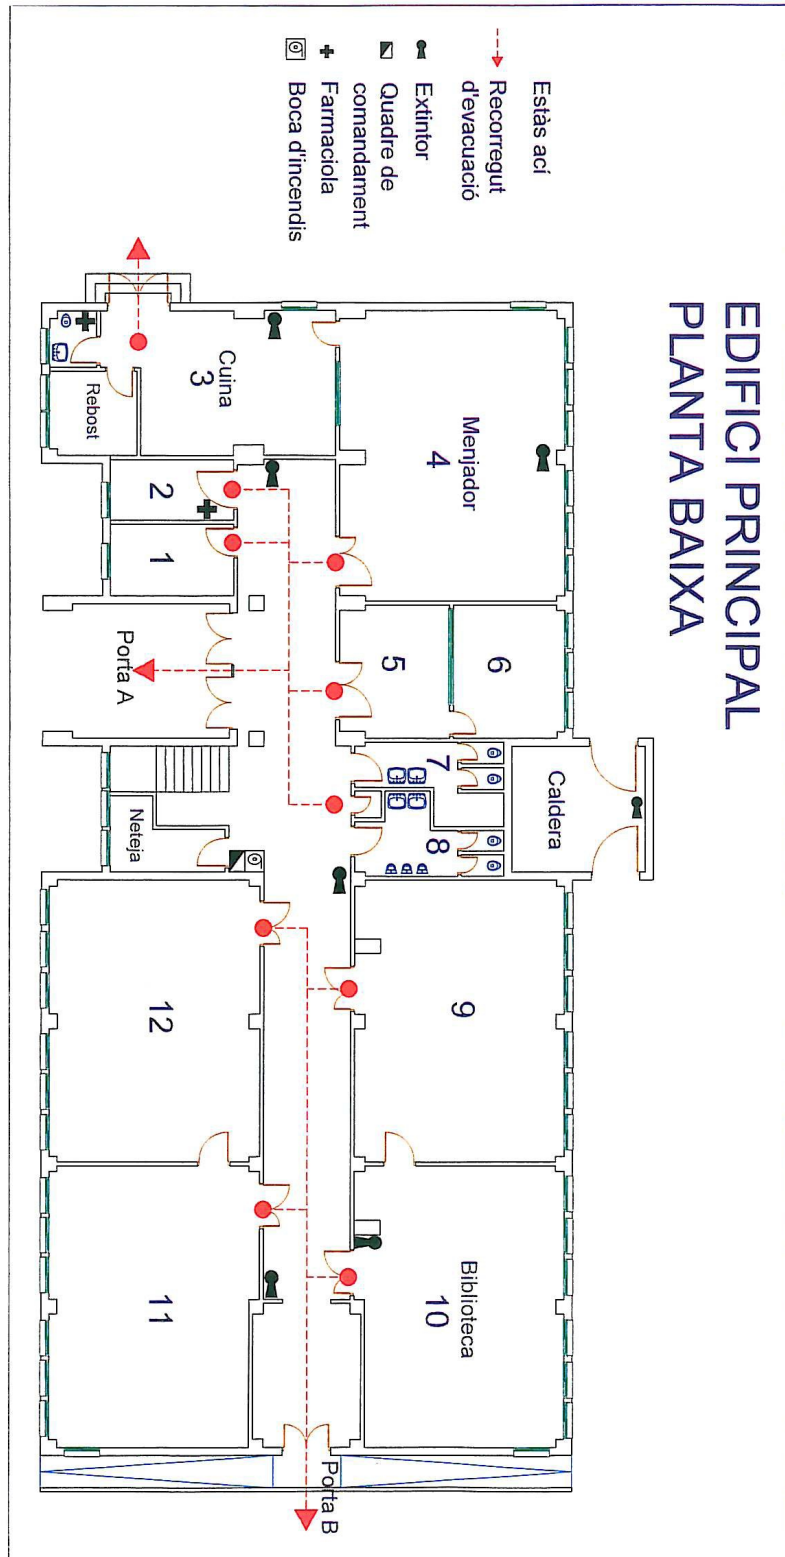 EDIFICI PRINCIPAL
PLANTA BAIXA
Estàs ací
Recorregut
d'evacuació
Extintor
Quadre de
comandament
Farmaciola
Boca d'incendis
Menjador
4
Cuina
3
Rebost
2
1
Porta A
5
6
7
8
Caldera
Neteja
9
12
Biblioteca
10
11
Porta B